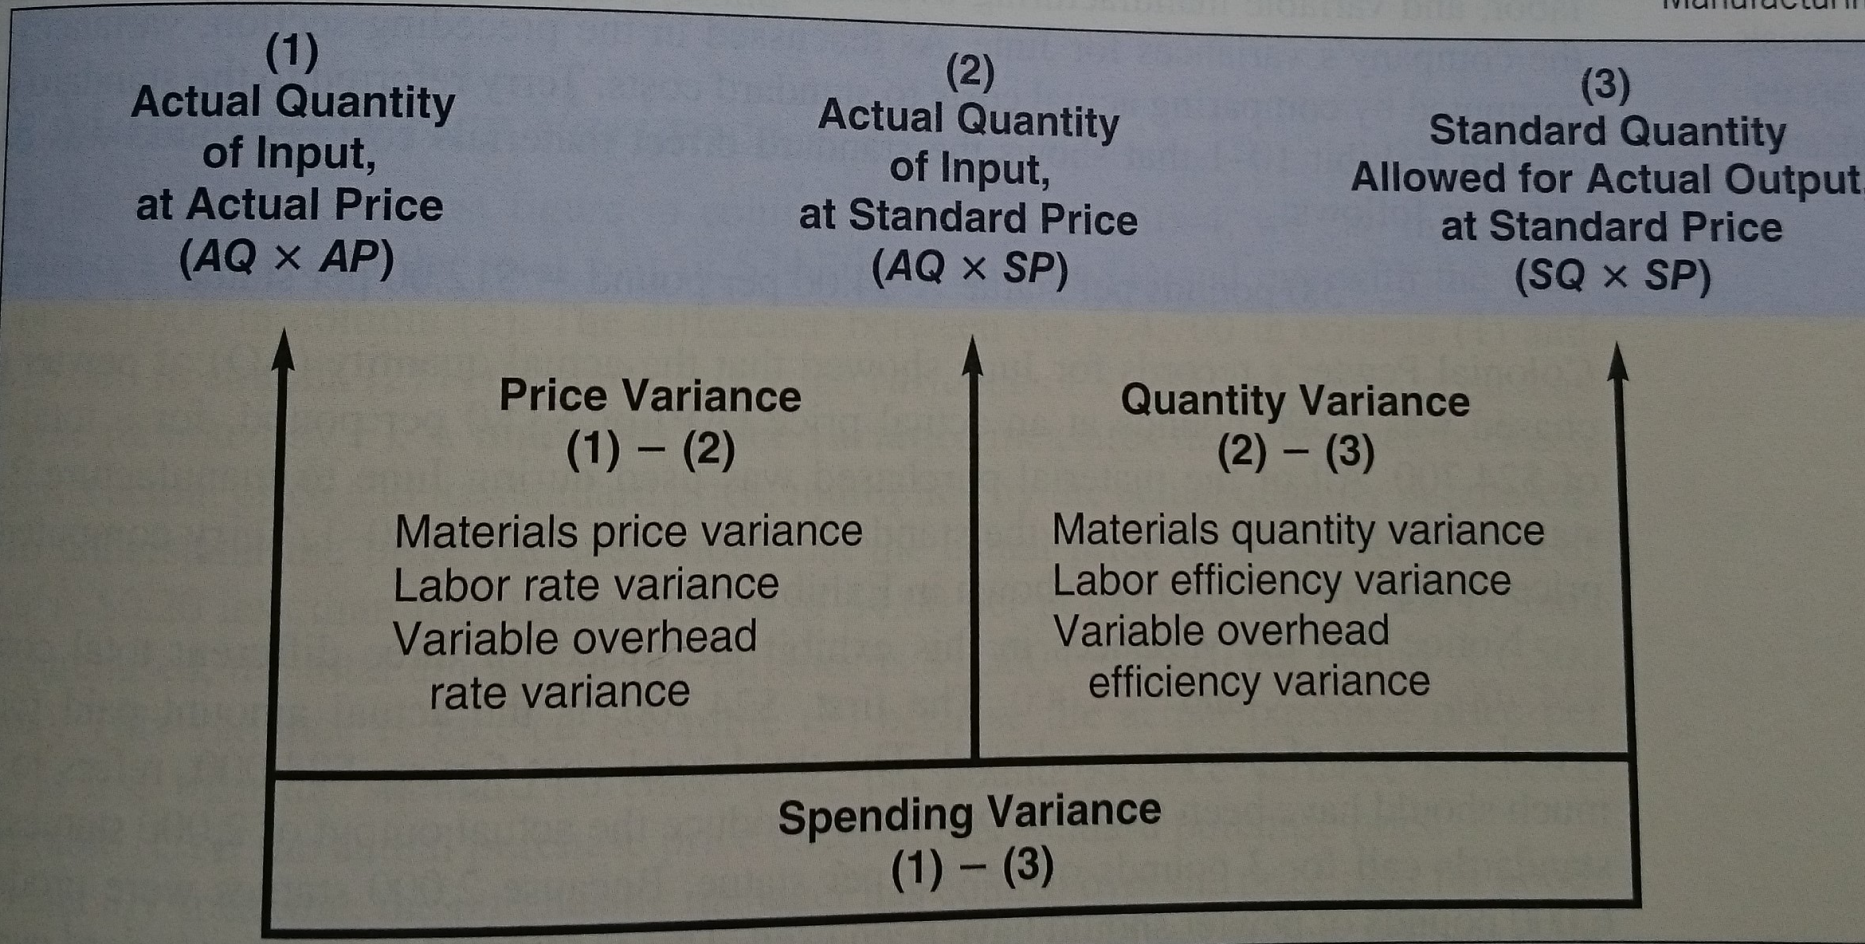 (1)
Actual Quantity
of Input,
at Actual Price
(AQ × AP)
(2)
Actual Quantity
of Input,
at Standard Price
(AQ × SP)
(3)
Standard Quantity
Allowed for Actual Output,
at Standard Price
(SQ × SP)
Price Variance
(1) – (2)
Materials price variance
Labor rate variance
Variable overhead
rate variance
Quantity Variance
(2) – (3)
Materials quantity variance
Labor efficiency variance
Variable overhead
efficiency variance
Spending Variance
(1) – (3)